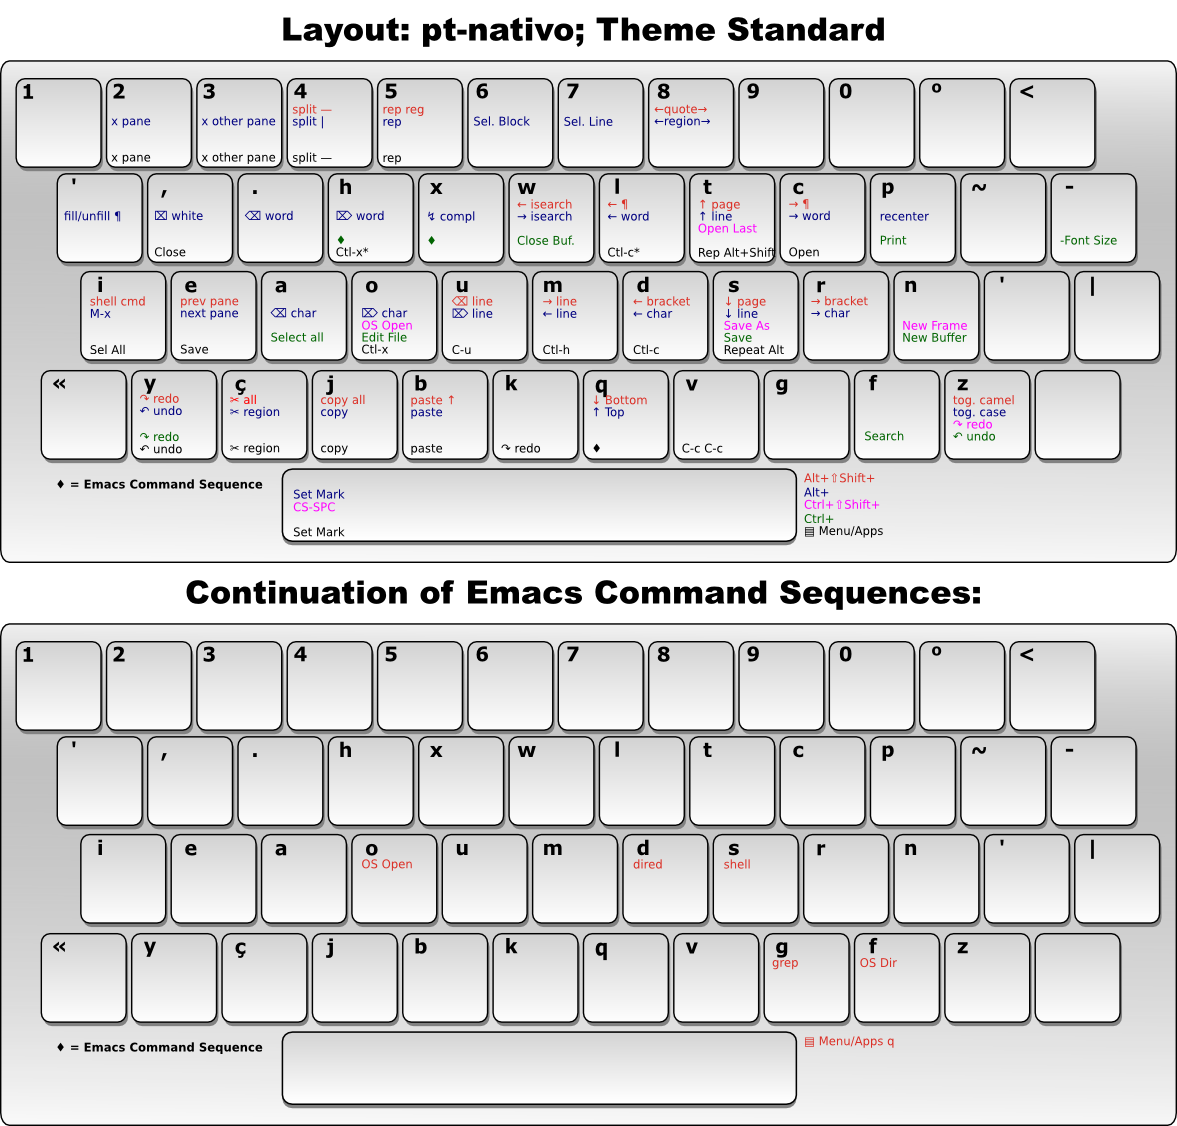 Layout: pt-nativo; Theme Standard
1 2 3 4 5 6 7 8 9 0 º <
split — rep reg ←quote→
x pane x other pane split | rep Sel. Block Sel. Line ←region→
x pane x other pane split — rep
' , . h x w l t c p ~ -
← isearch ← ¶ ↑ page → ¶
fill/unfill ¶ ⌧ white ⌫ word ⌦ word ↯ compl → isearch ← word ↑ line → word recenter
Open Last
♦ ♦ Close Buf. Print -Font Size
Close Ctl-x* Ctl-c* Rep Alt+Shift Open
i e a o u m d s r n ' |
shell cmd prev pane ⌫ line → line ← bracket ↓ page → bracket
M-x next pane ⌫ char ⌦ char ⌦ line ← line ← char ↓ line → char
OS Open Save As New Frame
Select all Edit File Save New Buffer
Sel All Save Ctl-x C-u Ctl-h Ctl-c Repeat Alt
« y ç j b k q v g f z
↷ redo ✂ all copy all paste ↑ ↓ Bottom tog. camel
↶ undo ✂ region copy paste ↑ Top tog. case
↷ redo
↷ redo Search ↶ undo
↶ undo ✂ region copy paste ↷ redo ♦ C-c C-c
♦ = Emacs Command Sequence
Set Mark
CS-SPC
Set Mark
Alt+⇧Shift+
Alt+
Ctrl+⇧Shift+
Ctrl+
▤ Menu/Apps
Continuation of Emacs Command Sequences:
1 2 3 4 5 6 7 8 9 0 º <
' , . h x w l t c p ~ -
i e a o u m d s r n ' |
OS Open dired shell
« y ç j b k q v g f z
grep OS Dir
♦ = Emacs Command Sequence
▤ Menu/Apps q